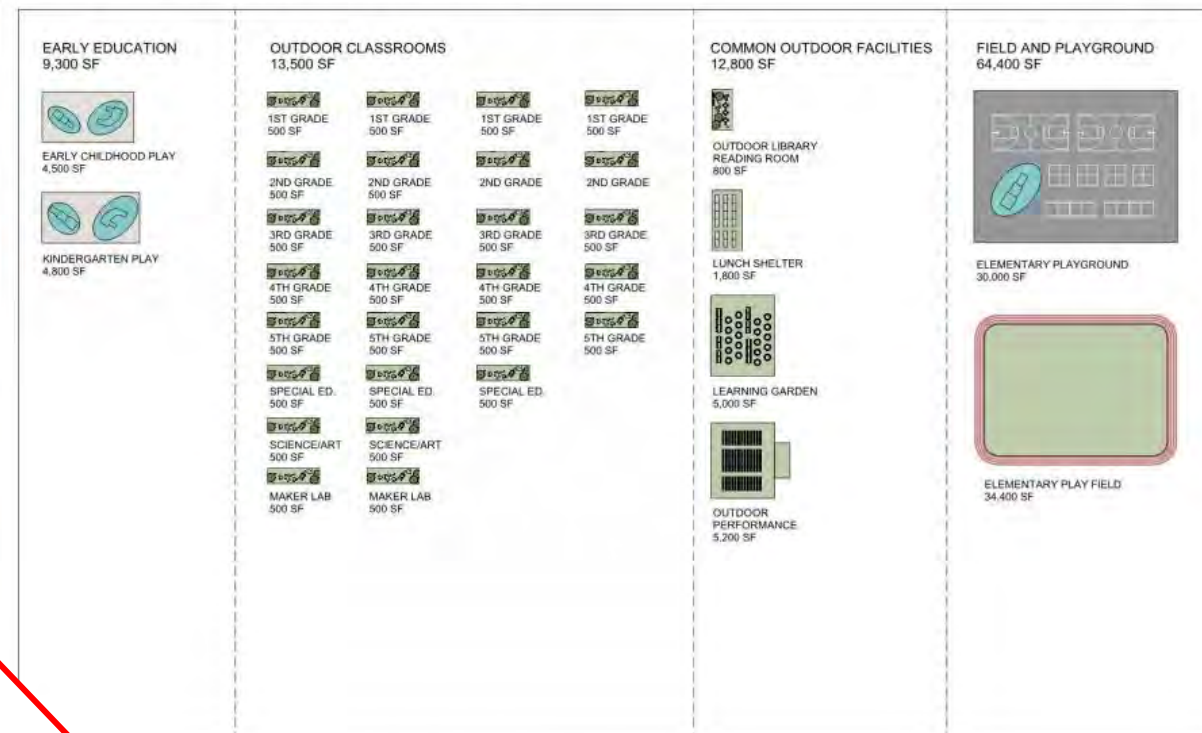 EARLY EDUCATION
9,300 SF
EARLY CHILDHOOD PLAY
4,500 SF
KINDERGARTEN PLAY
4,800 SF
OUTDOOR CLASSROOMS
13,500 SF
1ST GRADE
500 SF
1ST GRADE
500 SF
1ST GRADE
500 SF
1ST GRADE
500 SF
2ND GRADE
500 SF
2ND GRADE
500 SF
2ND GRADE
2ND GRADE
3RD GRADE
500 SF
3RD GRADE
500 SF
3RD GRADE
500 SF
3RD GRADE
500 SF
4TH GRADE
500 SF
4TH GRADE
500 SF
4TH GRADE
500 SF
4TH GRADE
500 SF
5TH GRADE
500 SF
5TH GRADE
500 SF
5TH GRADE
500 SF
5TH GRADE
500 SF
SPECIAL ED.
500 SF
SPECIAL ED.
500 SF
SPECIAL ED.
500 SF
SCIENCE/ART
500 SF
SCIENCE/ART
500 SF
MAKER LAB
500 SF
MAKER LAB
500 SF
COMMON OUTDOOR FACILITIES
12,800 SF
OUTDOOR LIBRARY
READING ROOM
800 SF
LUNCH SHELTER
1,800 SF
LEARNING GARDEN
5,000 SF
OUTDOOR
PERFORMANCE
5,200 SF
FIELD AND PLAYGROUND
64,400 SF
ELEMENTARY PLAYGROUND
30,000 SF
ELEMENTARY PLAY FIELD
34,400 SF